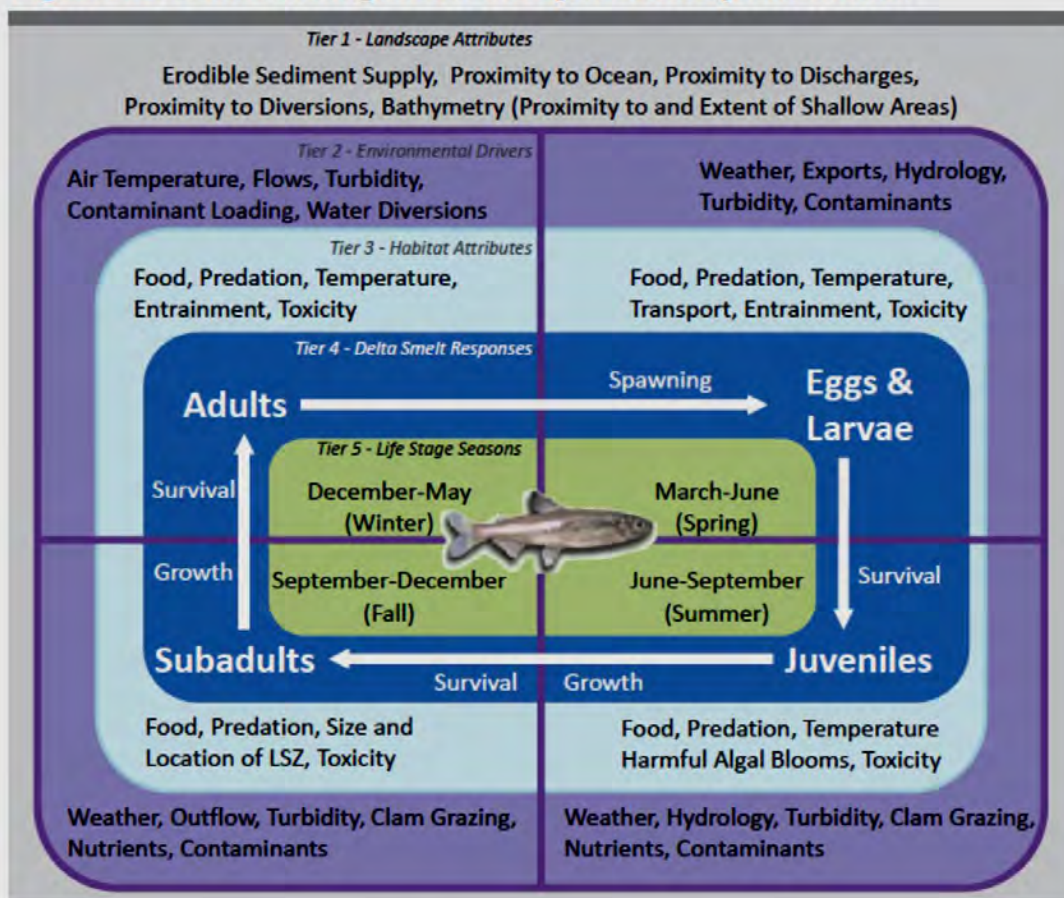 Tier 1 - Landscape Attributes
Erodible Sediment Supply, Proximity to Ocean, Proximity to Discharges,
Proximity to Diversions, Bathymetry (Proximity to and Extent of Shallow Areas)
Tier 2 - Environmental Drivers
Air Temperature, Flows, Turbidity,
Contaminant Loading, Water Diversions
Weather, Exports, Hydrology,
Turbidity, Contaminants
Tier 3 - Habitat Attributes
Food, Predation, Temperature,
Entrainment, Toxicity
Food, Predation, Temperature,
Transport, Entrainment, Toxicity
Tier 4 - Delta Smelt Responses
Adults
Spawning
Eggs &
Larvae
Tier 5 - Life Stage Seasons
Survival
December-May
(Winter)
March-June
(Spring)
Growth
September-December
(Fall)
June-September
(Summer)
Survival
Subadults
Survival
Growth
Juveniles
Food, Predation, Size and
Location of LSZ, Toxicity
Food, Predation, Temperature
Harmful Algal Blooms, Toxicity
Weather, Outflow, Turbidity, Clam Grazing,
Nutrients, Contaminants
Weather, Hydrology, Turbidity, Clam Grazing,
Nutrients, Contaminants